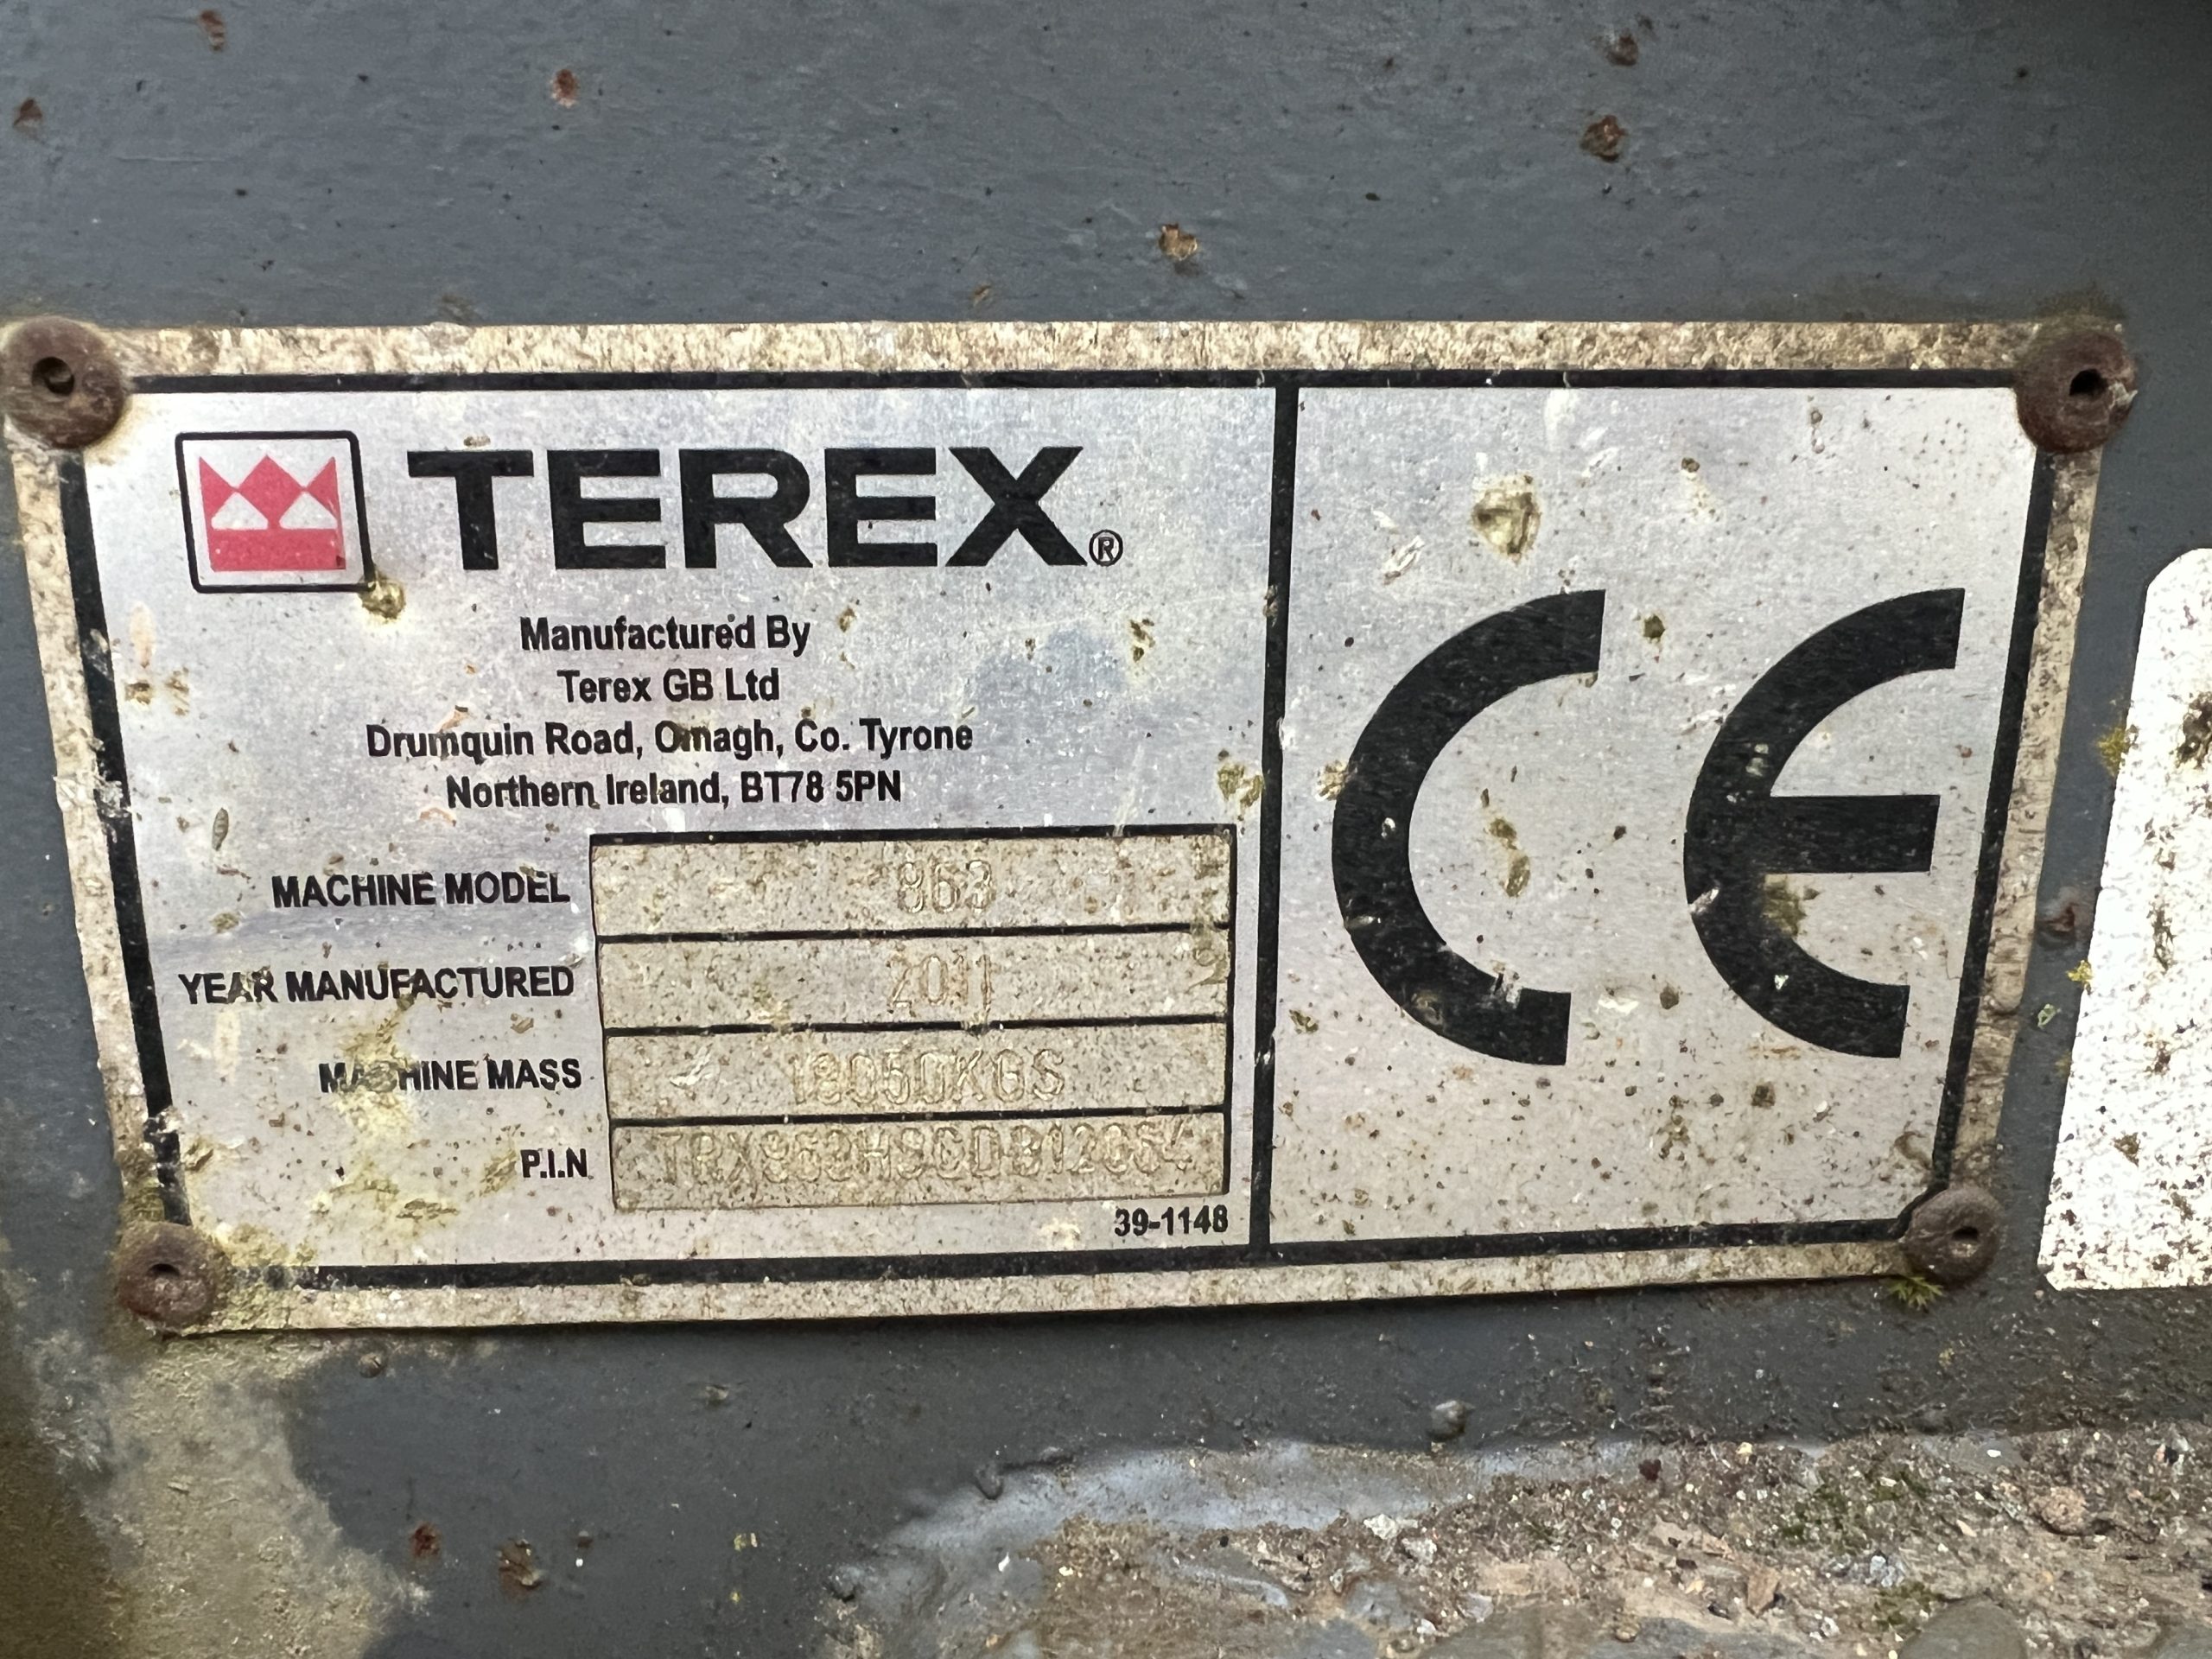 TEREX®
Manufactured By
Terex GB Ltd
Drumquin Road, Omagh, Co. Tyrone
Northern Ireland, BT78 5PN
MACHINE MODEL 863
YEAR MANUFACTURED 2011
MACHINE MASS
P.I.N
39-1148
CE